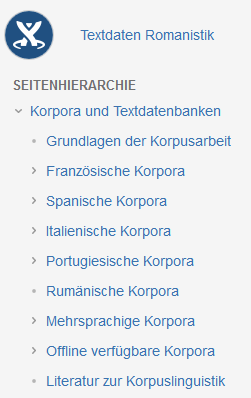 Textdaten Romanistik
SEITENHIERARCHIE
Korpora und Textdatenbanken
Grundlagen der Korpusarbeit
Französische Korpora
Spanische Korpora
Italienische Korpora
Portugiesische Korpora
Rumänische Korpora
Mehrsprachige Korpora
Offline verfügbare Korpora
Literatur zur Korpuslinguistik